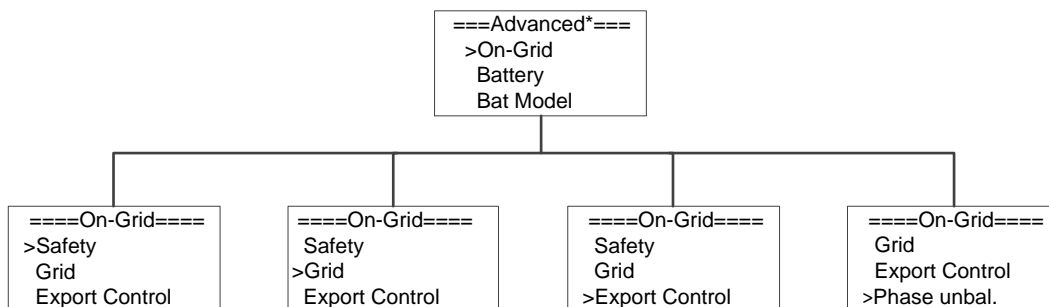 ===Advanced*===
>On-Grid
Battery
Bat Model
====On-Grid====
>Safety
Grid
Export Control
====On-Grid====
Safety
>Grid
Export Control
====On-Grid====
Safety
Grid
>Export Control
====On-Grid====
Grid
Export Control
>Phase unbal.